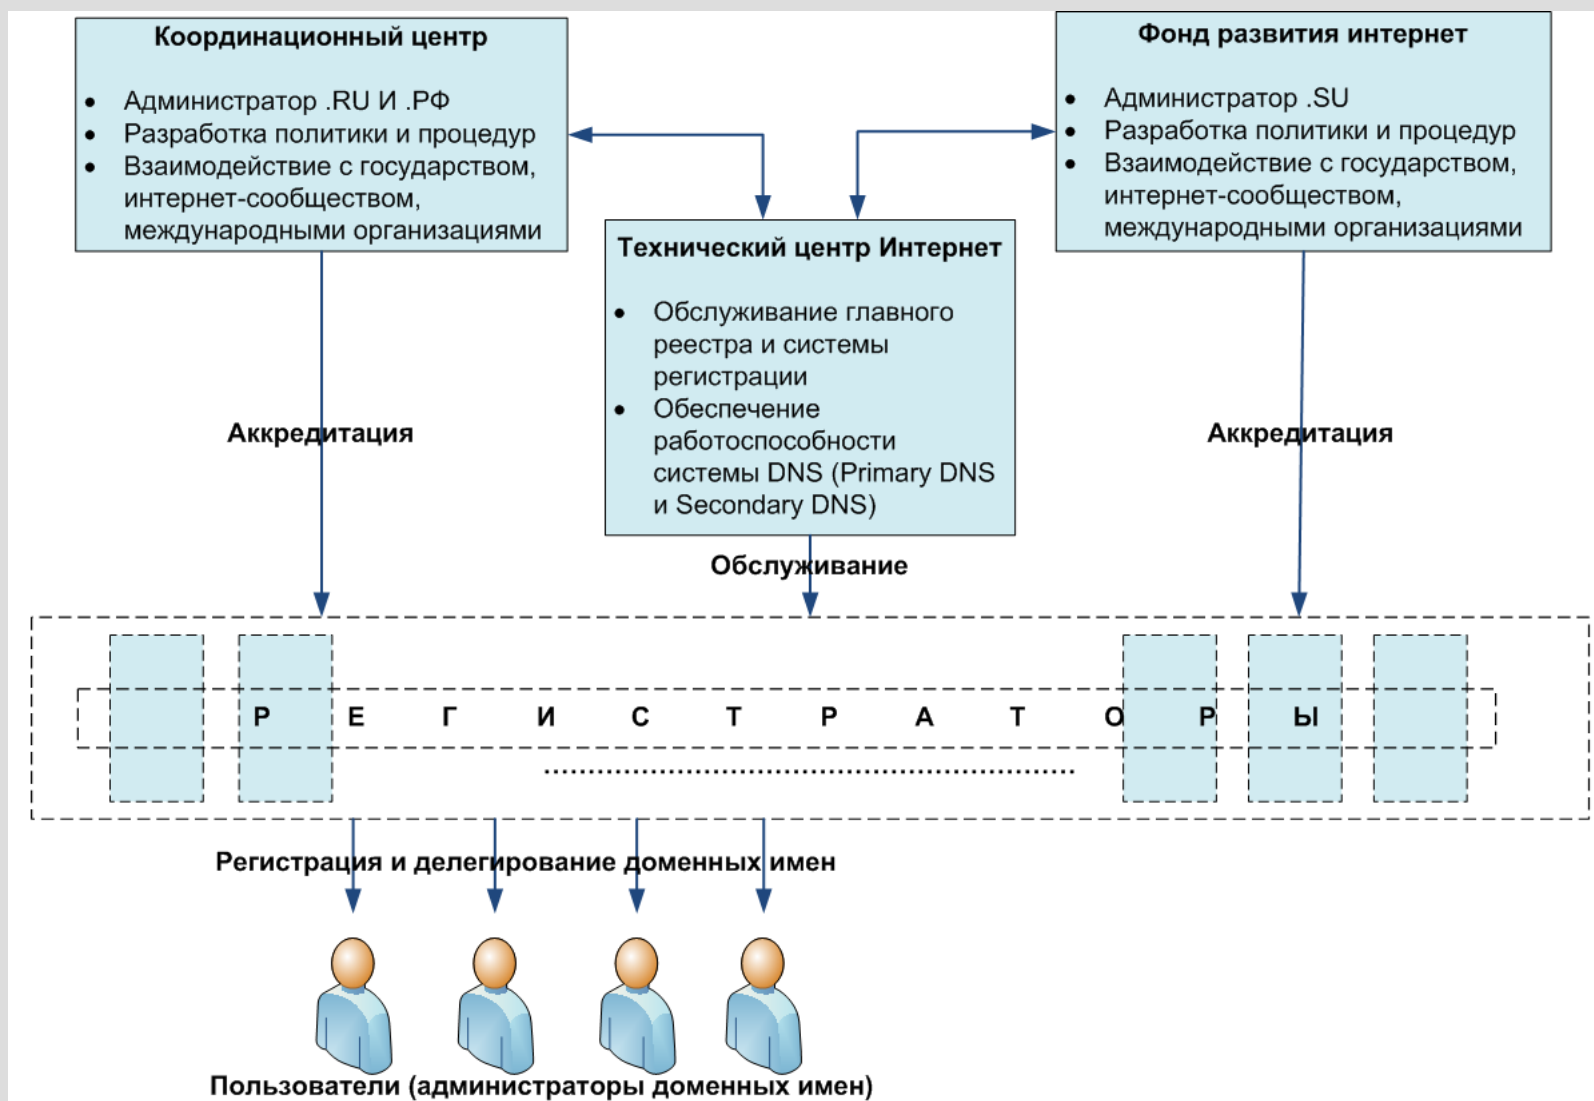 Координационный центр
• Администратор .RU И .РФ
• Разработка политики и процедур
• Взаимодействие с государством,
интернет-сообществом,
международными организациями
Фонд развития интернет
• Администратор .SU
• Разработка политики и процедур
• Взаимодействие с государством,
интернет-сообществом,
международными организациями
Технический центр Интернет
• Обслуживание главного
реестра и системы
регистрации
• Обеспечение
работоспособности
системы DNS (Primary DNS
и Secondary DNS)
Аккредитация
Аккредитация
Обслуживание
Р Е Г И С Т Р А Т О Р Ы
Регистрация и делегирование доменных имен
Пользователи (администраторы доменных имен)